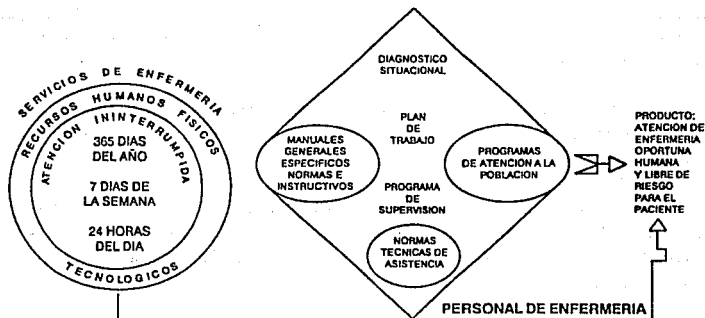 SERVICIOS DE ENFERMERIA
RECURSOS HUMANOS FISICOS
ATENCION ININTERRUMPIDA
365 DIAS
DEL AÑO
7 DIAS DE
LA SEMANA
24 HORAS
DEL DIA
TECNOLOGICOS
DIAGNOSTICO
SITUACIONAL
PLAN
DE
TRABAJO
MANUALES
GENERALES
ESPECIFICOS
NORMAS E
INSTRUCTIVOS
PROGRAMAS
DE ATENCION A LA
POBLACION
PROGRAMA
DE
SUPERVISION
NORMAS
TECNICAS DE
ASISTENCIA
PRODUCTO:
ATENCION DE
ENFERMERIA
OPORTUNA
HUMANA
Y LIBRE DE
RIESGO
PARA EL
PACIENTE
PERSONAL DE ENFERMERIA